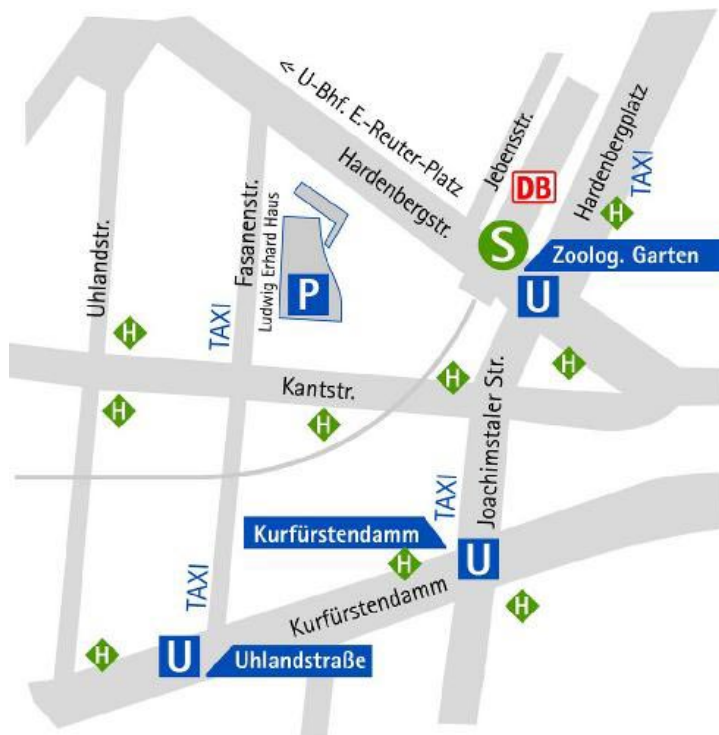 << U-Bhf. E.-Reuter-Platz
Hardenbergstr.
Jebensstr.
DB
Hardenbergplatz
TAXI
H
S
Zoolog. Garten
U
Uhlandstr.
Fasanenstr.
Ludwig Erhard Haus
P
TAXI
H
H
H
Kantstr.
H
H
Joachimstaler Str.
TAXI
Kurfürstendamm
U
H
TAXI
Kurfürstendamm
H
H
U
Uhlandstraße